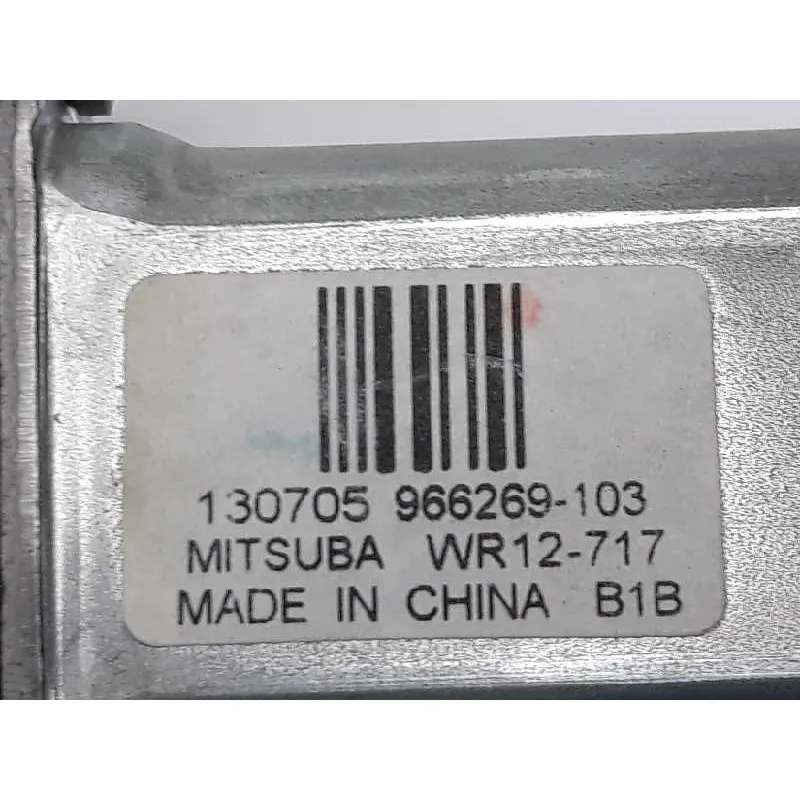 130705 966269-103
MITSUBA WR12-717
MADE IN CHINA B1B